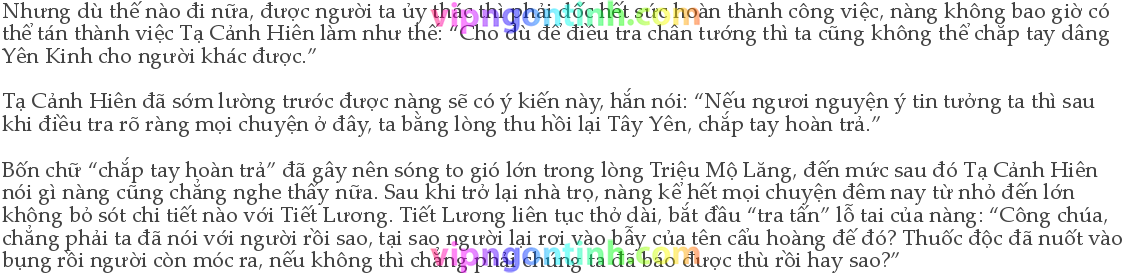 Nhưng dù thế nào đi nữa, được người ta ủy thác thì phải dốc hết sức hoàn thành công việc, nàng không bao giờ có
thể tán thành việc Tạ Cảnh Hiên làm như thế: “Cho dù để điều tra chân tướng thì ta cũng không thể chắp tay dâng
Yên Kinh cho người khác được.”
Tạ Cảnh Hiên đã sớm lường trước được nàng sẽ có ý kiến này, hắn nói: “Nếu ngươi nguyện ý tin tưởng ta thì sau
khi điều tra rõ ràng mọi chuyện ở đây, ta bằng lòng thu hồi lại Tây Yên, chắp tay hoàn trả.”
Bốn chữ “chắp tay hoàn trả” đã gây nên sóng to gió lớn trong lòng Triệu Mộ Lăng, đến mức sau đó Tạ Cảnh Hiên
nói gì nàng cũng chẳng nghe thấy nữa. Sau khi trở lại nhà trọ, nàng kể hết mọi chuyện đêm nay từ nhỏ đến lớn
không bỏ sót chi tiết nào với Tiết Lương. Tiết Lương liên tục thở dài, bắt đầu “tra tấn” lỗ tai của nàng: “Công chúa,
chẳng phải ta đã nói với người rồi sao, tại sao người lại rơi vào bẫy của tên cẩu hoàng đế đó? Thuốc độc đã nuốt vào
bụng rồi người còn móc ra, nếu không thì chẳng phải chúng ta đã báo được thù rồi hay sao?”
vipngontinh.com
vipngontinh.com
vipngontinh.com